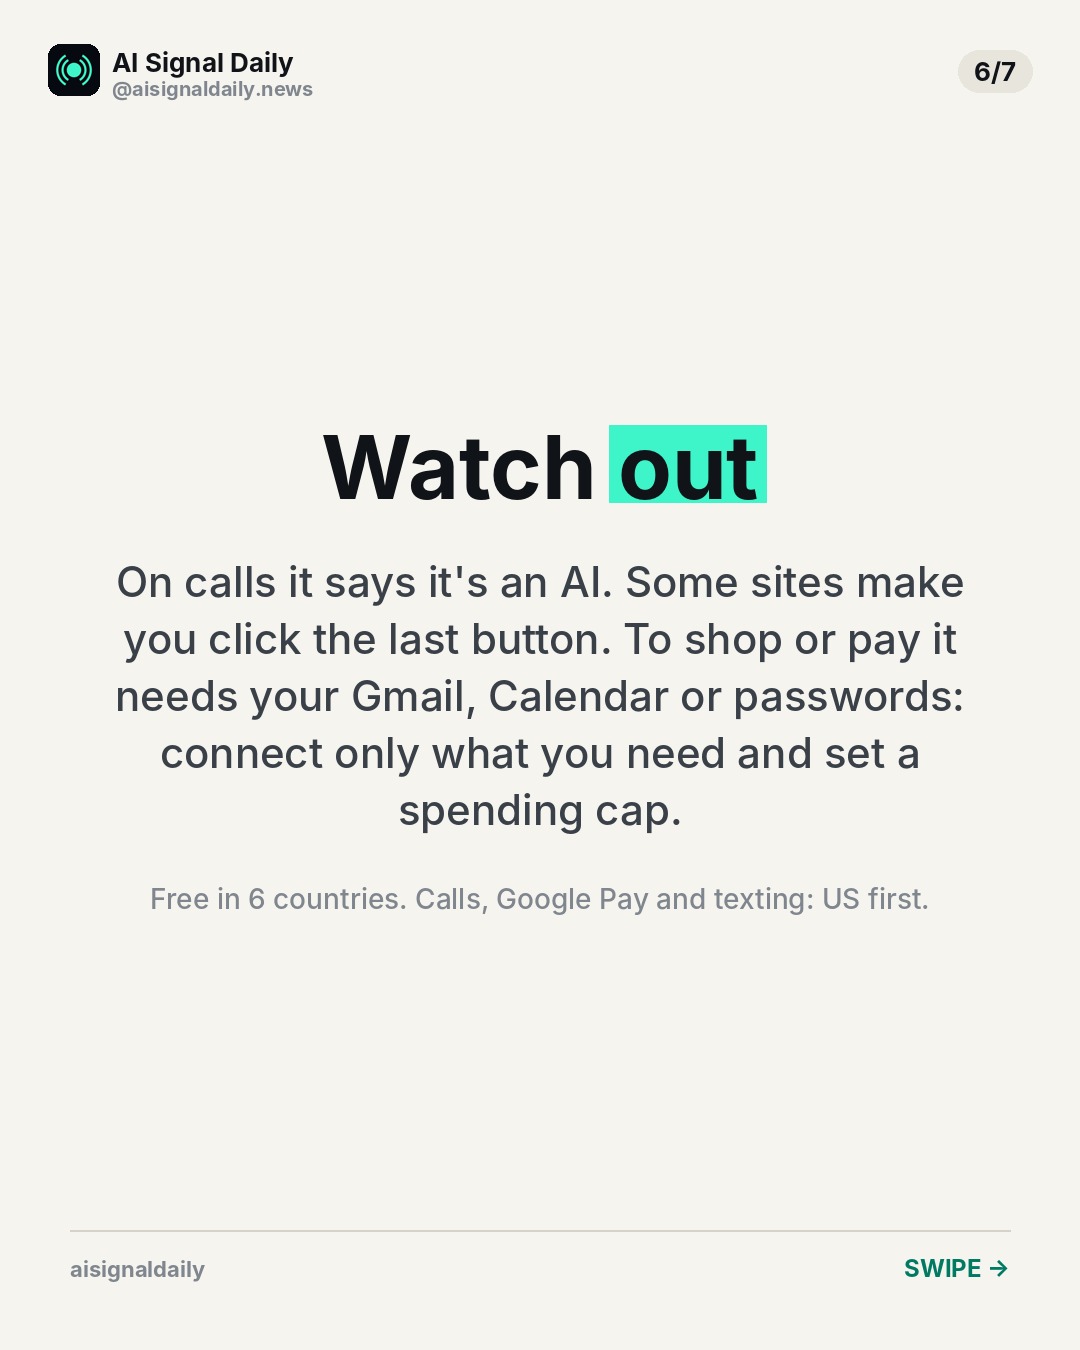 AI Signal Daily
@aisignaldaily.news
6/7
Watch out
On calls it says it's an AI. Some sites make
you click the last button. To shop or pay it
needs your Gmail, Calendar or passwords:
connect only what you need and set a
spending cap.
Free in 6 countries. Calls, Google Pay and texting: US first.
aisignaldaily
SWIPE →